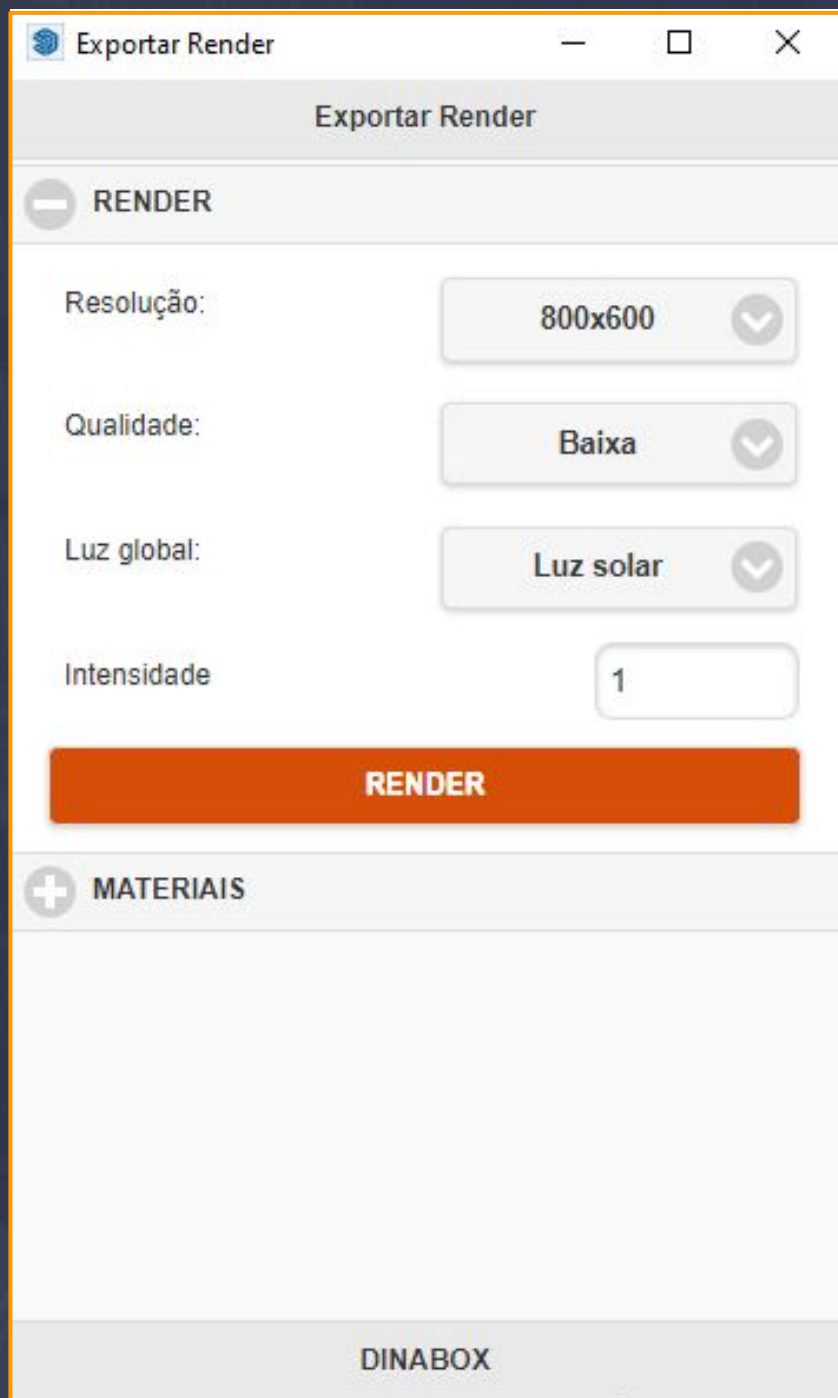 Exportar Render
Exportar Render
RENDER
Resolução:
800x600
Qualidade:
Baixa
Luz global:
Luz solar
Intensidade
1
RENDER
MATERIAIS
DINABOX